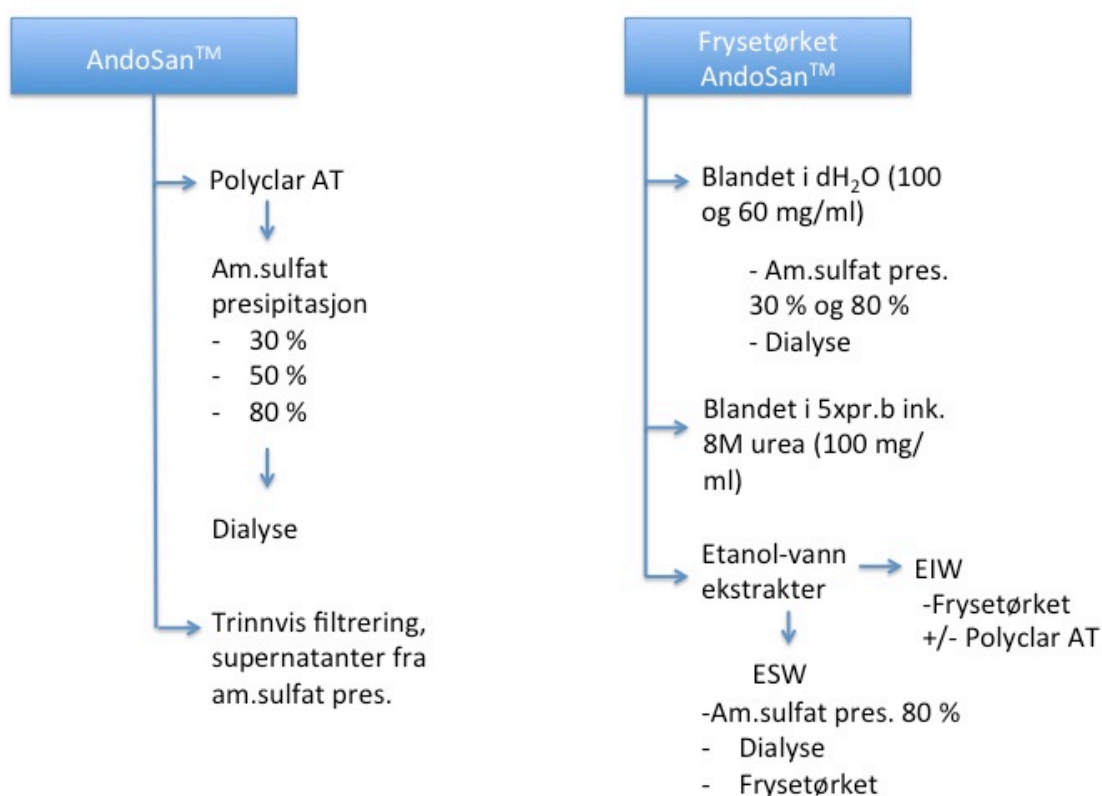 AndoSan™
Polyclar AT
Am.sulfat
presipitasjon
- 30 %
- 50 %
- 80 %
Dialyse
Trinnvis filtrering,
supernatanter fra
am.sulfat pres.
Frysetørket
AndoSan™
Blandet i dH₂O (100
og 60 mg/ml)
- Am.sulfat pres.
30 % og 80 %
- Dialyse
Blandet i 5xpr.b ink.
8M urea (100 mg/
ml)
Etanol-vann
ekstrakter
EIW
-Frysetørket
+/- Polyclar AT
ESW
-Am.sulfat pres. 80 %
- Dialyse
- Frysetørket